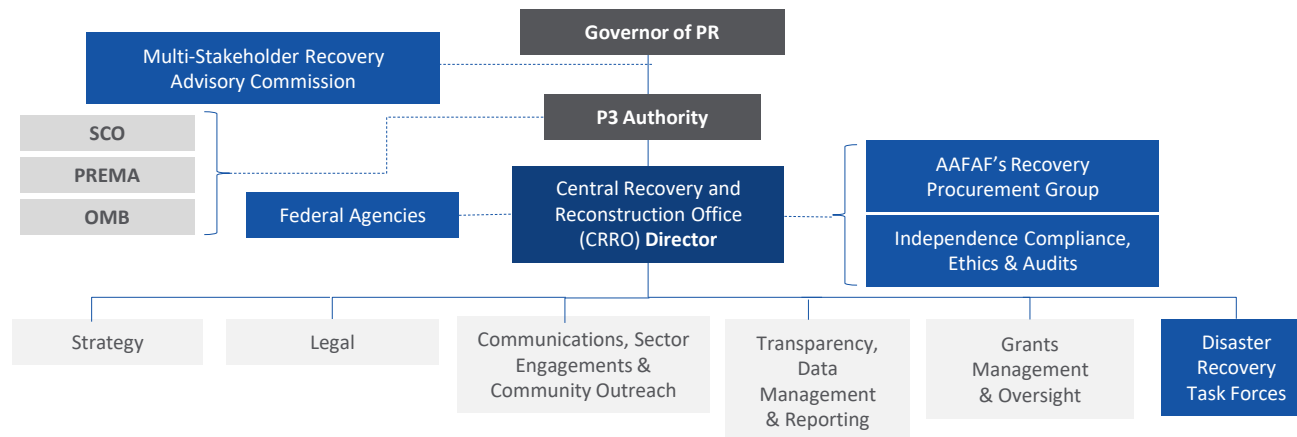 Governor of PR
Multi-Stakeholder Recovery
Advisory Commission
P3 Authority
SCO
PREMA
OMB
Federal Agencies
Central Recovery and
Reconstruction Office
(CRRO) Director
AAFAF's Recovery
Procurement Group
Independence Compliance,
Ethics & Audits
Strategy
Legal
Communications, Sector
Engagements &
Community Outreach
Transparency,
Data
Management
& Reporting
Grants
Management
& Oversight
Disaster
Recovery
Task Forces